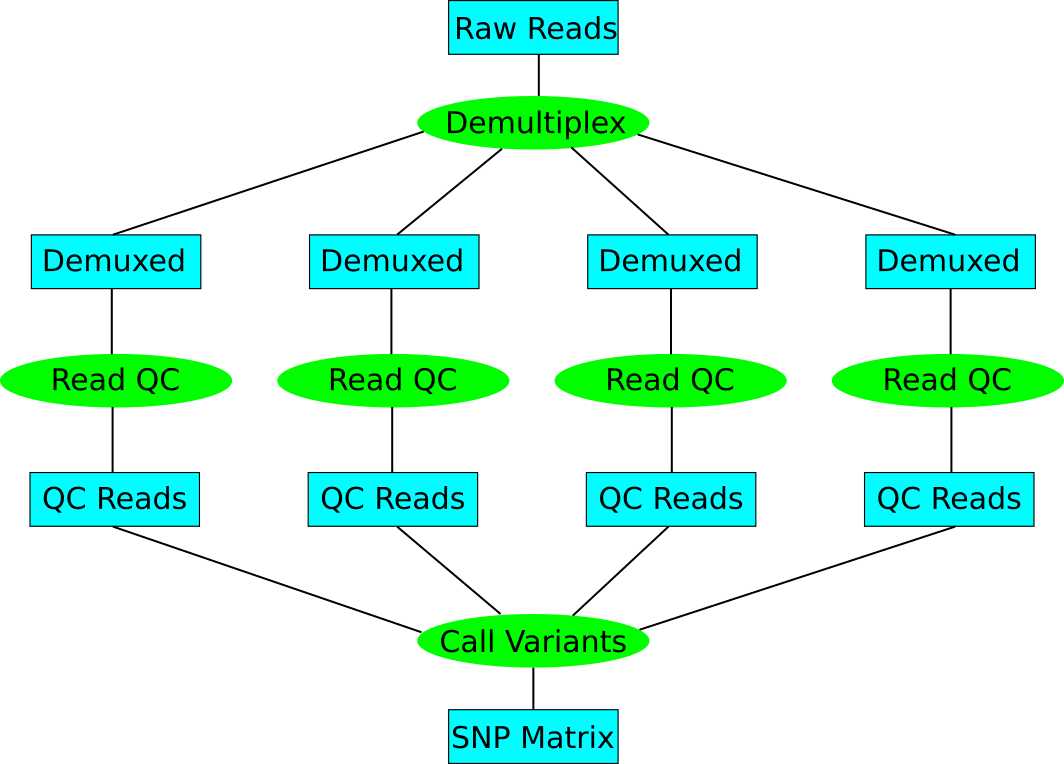 Raw Reads
Demultiplex
Demuxed
Demuxed
Demuxed
Demuxed
Read QC
Read QC
Read QC
Read QC
QC Reads
QC Reads
QC Reads
QC Reads
Call Variants
SNP Matrix